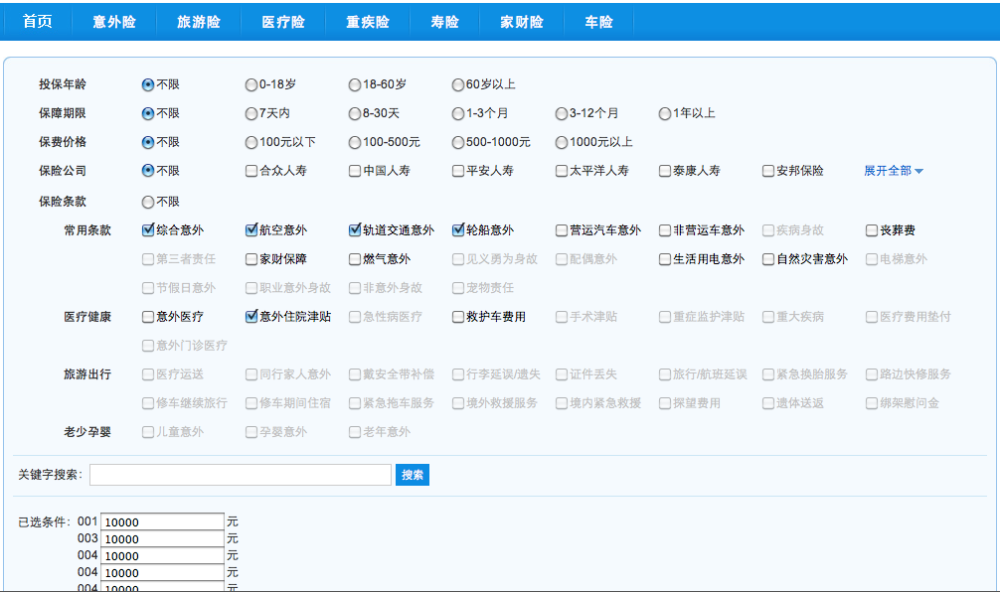 首页 意外险 旅游险 医疗险 重疾险 寿险 家财险 车险
投保年龄 不限 0-18岁 18-60岁 60岁以上
保障期限 不限 7天内 8-30天 1-3个月 3-12个月 1年以上
保费价格 不限 100元以下 100-500元 500-1000元 1000元以上
保险公司 不限 合众人寿 中国人寿 平安人寿 太平洋人寿 泰康人寿 安邦保险 展开全部
保险条款 不限
常用条款 综合意外 航空意外 轨道交通意外 轮船意外 营运汽车意外 非营运车意外 疾病身故 丧葬费
第三者责任 家财保障 燃气意外 见义勇为身故 配偶意外 生活用电意外 自然灾害意外 电梯意外
节假日意外 职业意外身故 非意外身故 宠物责任
医疗健康 意外医疗 意外住院津贴 急性病医疗 救护车费用 手术津贴 重症监护津贴 重大疾病 医疗费用垫付
意外门诊医疗
旅游出行 医疗运送 同行家人意外 戴安全带补偿 行李延误/遗失 证件丢失 旅行/航班延误 紧急换胎服务 路边快修服务
修车继续旅行 修车期间住宿 紧急拖车服务 境外救援服务 境内紧急救援 探望费用 遗体送返 绑架慰问金
老少孕婴 儿童意外 孕婴意外 老年意外
关键字搜索: 搜索
已选条件: 001 10000 元
003 10000 元
004 10000 元
004 10000 元
004 10000 元